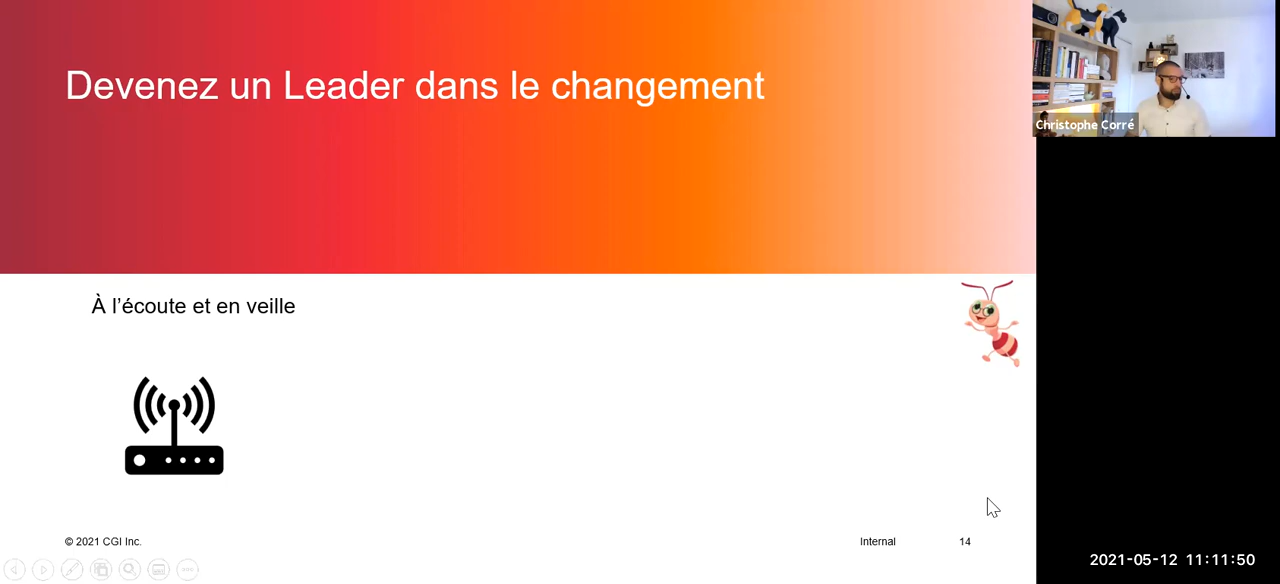 Devenez un Leader dans le changement
Christophe Corré
À l’écoute et en veille
© 2021 CGI Inc.
Internal
14
2021-05-12 11:11:50